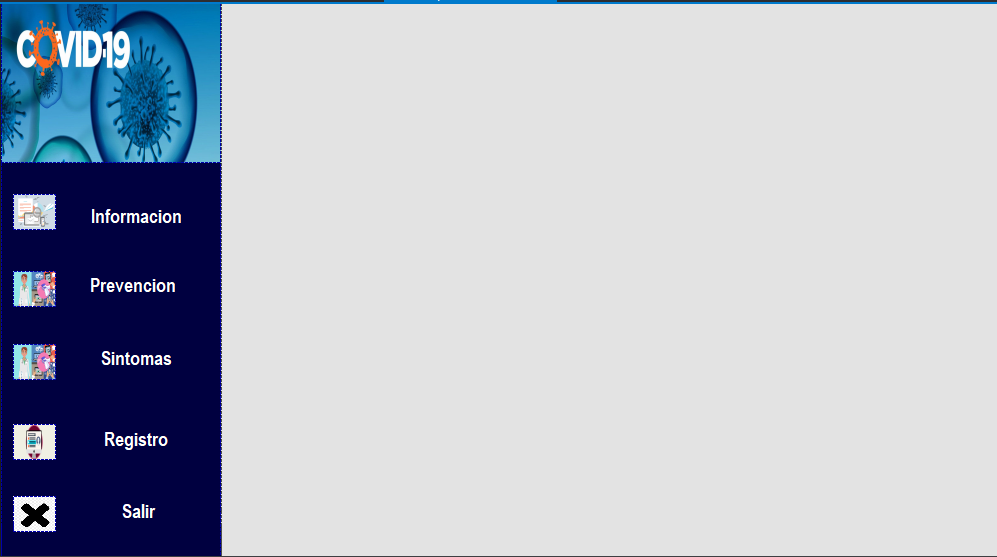 COVID-19
Informacion
Prevencion
Sintomas
Registro
Salir